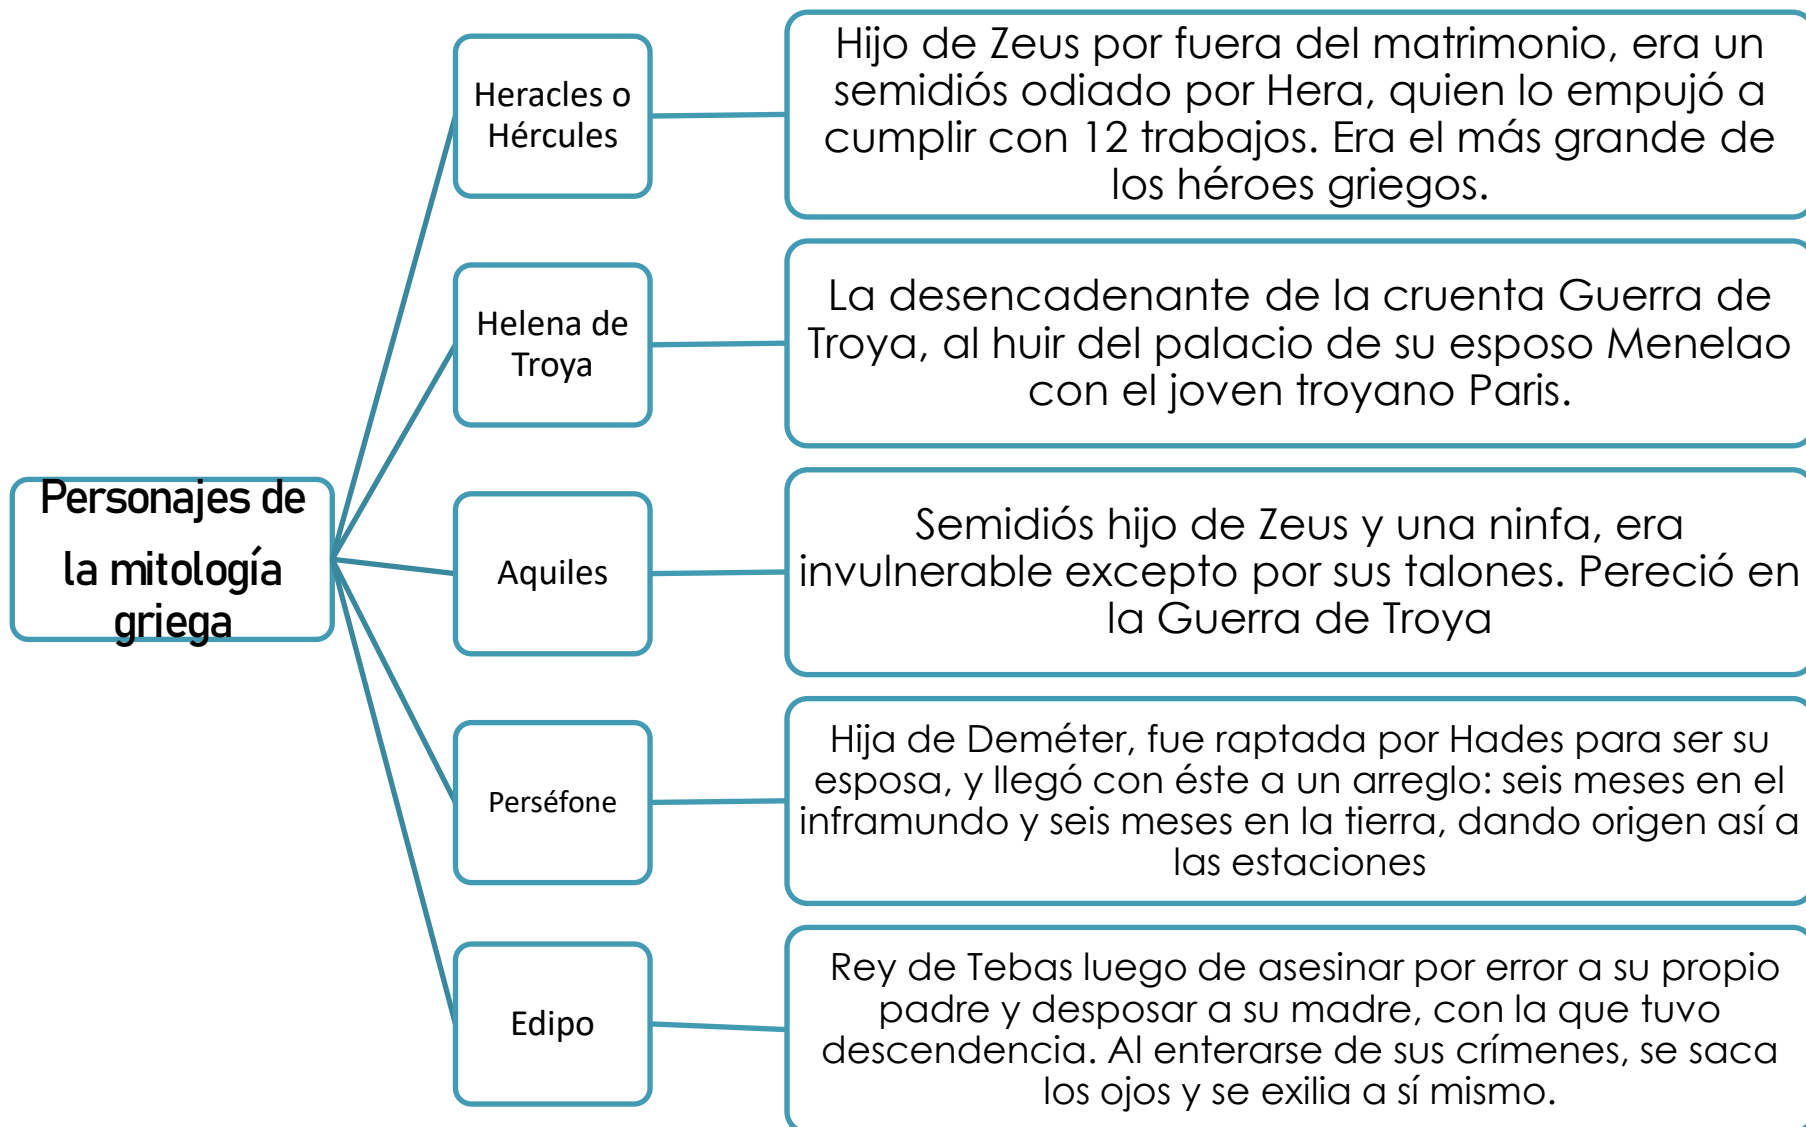 Personajes de
la mitología
griega
Heracles o
Hércules
Hijo de Zeus por fuera del matrimonio, era un
semidiós odiado por Hera, quien lo empujó a
cumplir con 12 trabajos. Era el más grande de
los héroes griegos.
Helena de
Troya
La desencadenante de la cruenta Guerra de
Troya, al huir del palacio de su esposo Menelao
con el joven troyano Paris.
Aquiles
Semidiós hijo de Zeus y una ninfa, era
invulnerable excepto por sus talones. Pereció en
la Guerra de Troya
Perséfone
Hija de Deméter, fue raptada por Hades para ser su
esposa, y llegó con éste a un arreglo: seis meses en el
inframundo y seis meses en la tierra, dando origen así a
las estaciones
Edipo
Rey de Tebas luego de asesinar por error a su propio
padre y desposar a su madre, con la que tuvo
descendencia. Al enterarse de sus crímenes, se saca
los ojos y se exilia a sí mismo.